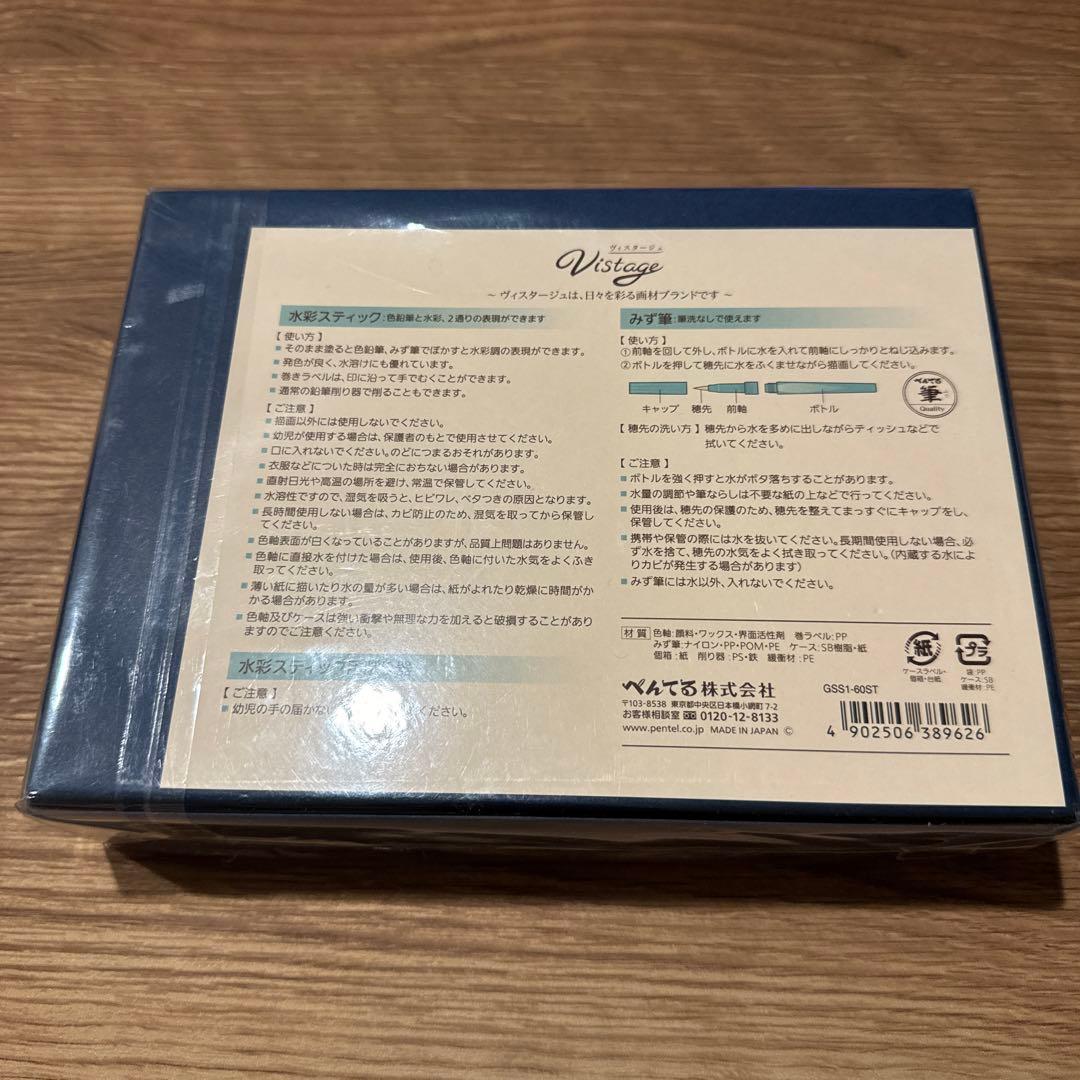 ヴィスタージュ
Vistage
～ ヴィスタージュは、日々を彩る画材ブランドです ～
水彩スティック:色鉛筆と水彩、2通りの表現ができます
【 使い方 】
■ そのまま塗ると色鉛筆、みず筆でぼかすと水彩調の表現ができます。
■ 発色が良く、水溶けにも優れています。
■ 巻きラベルは、印に沿って手でむくことができます。
■ 通常の鉛筆削り器で削ることもできます。
【 ご注意 】
■ 描画以外には使用しないでください。
■ 幼児が使用する場合は、保護者のもとで使用させてください。
■ 口に入れないでください。のどにつまるおそれがあります。
■ 衣服などについた時は完全におちない場合があります。
■ 直射日光や高温の場所を避け、常温で保管してください。
■ 水溶性ですので、湿気を吸うと、ヒビワレ、ベタつきの原因となります。
■ 長時間使用しない場合は、カビ防止のため、湿気を取ってから保管し
てください。
■ 色軸表面が白くなっていることがありますが、品質上問題はありません。
■ 色軸に直接水を付けた場合は、使用後、色軸に付いた水気をよくふき
取ってください。
■ 薄い紙に描いたり水の量が多い場合は、紙がよれたり乾燥に時間がか
かる場合があります。
■ 色軸及びケースは強い衝撃や無理な力を加えると破損することがあり
ますのでご注意ください。
水彩スティック
【 ご注意 】
■ 幼児の手の届かない ください。
みず筆:筆洗なしで使えます
【 使い方 】
①前軸を回して外し、ボトルに水を入れて前軸にしっかりとねじ込みます。
②ボトルを押して穂先に水をふくませながら描画してください。
キャップ 穂先 前軸 ボトル
ぺんてる
筆
Quality
【 穂先の洗い方 】 穂先から水を多めに出しながらティッシュなどで
拭いてください。
【 ご注意 】
■ ボトルを強く押すと水がボタ落ちすることがあります。
■ 水量の調節や筆ならしは不要な紙の上などで行ってください。
■ 使用後は、穂先の保護のため、穂先を整えてまっすぐにキャップをし、
保管してください。
■ 携帯や保管の際には水を抜いてください。長期間使用しない場合、必
ず水を捨て、穂先の水気をよく拭き取ってください。(内蔵する水によ
りカビが発生する場合があります)
■ みず筆には水以外、入れないでください。
材 質 色軸:顔料・ワックス・界面活性剤 巻ラベル:PP
みず筆:ナイロン・PP・POM・PE ケース:SB樹脂・紙
個箱:紙 削り器:PS・鉄 緩衝材:PE
紙
ケースラベル・
個箱・台紙
プラ
袋:PP
ケース:SB
緩衝材:PE
ぺんてる株式会社
〒103-8538 東京都中央区日本橋小網町 7-2
お客様相談室 0120-12-8133
www.pentel.co.jp MADE IN JAPAN Ⓒ
GSS1-60ST
4 902506 389626